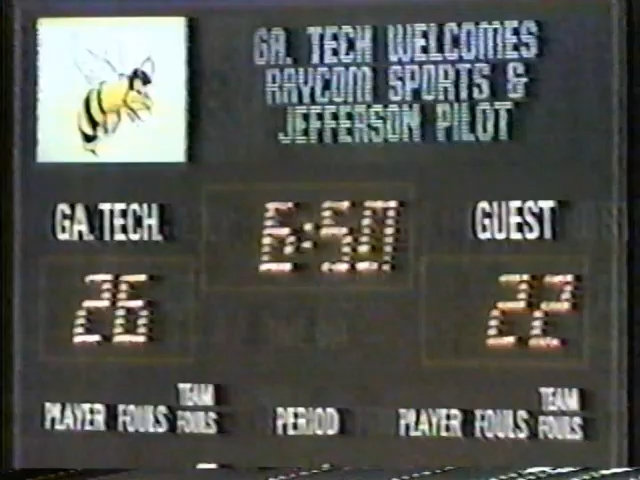 GA. TECH WELCOMES
RAYCOM SPORTS &
JEFFERSON PILOT
GA. TECH. 6:50 GUEST
26 22
PLAYER FOULS TEAM FOULS PERIOD PLAYER FOULS TEAM FOULS